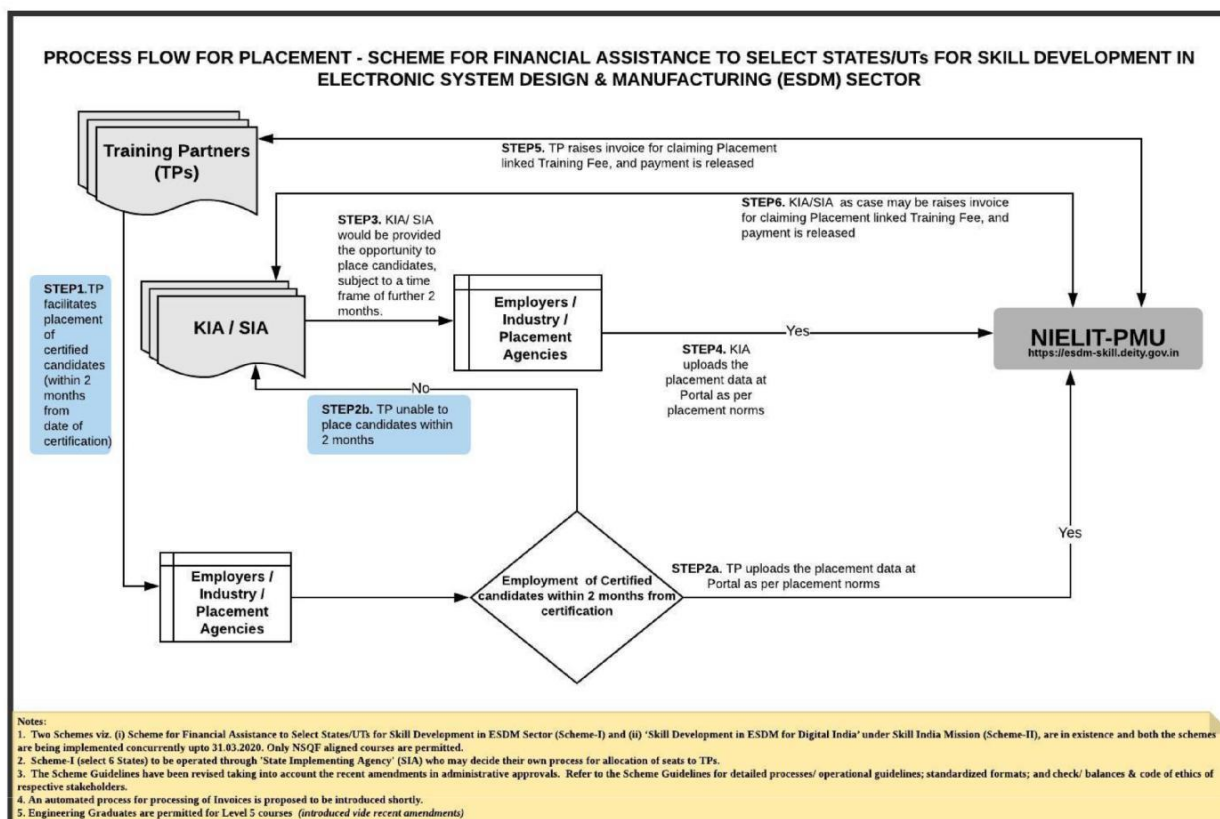 PROCESS FLOW FOR PLACEMENT - SCHEME FOR FINANCIAL ASSISTANCE TO SELECT STATES/UTs FOR SKILL DEVELOPMENT IN
ELECTRONIC SYSTEM DESIGN & MANUFACTURING (ESDM) SECTOR
Training Partners
(TPs)
STEP5. TP raises invoice for claiming Placement
linked Training Fee, and payment is released
STEP6. KIA/SIA as case may be raises invoice
for claiming Placement linked Training Fee, and
payment is released
STEP3. KIA/ SIA
would be provided
the opportunity to
place candidates,
subject to a time
frame of further 2
months.
STEP1.TP
facilitates
placement
of
certified
candidates
(within 2
months
from
date of
certification)
KIA / SIA
Employers /
Industry /
Placement
Agencies
Yes
NIELIT-PMU
https://esdm-skill.deity.gov.in
STEP4. KIA
uploads the
placement data at
Portal as per
placement norms
No
STEP2b. TP unable to
place candidates within
2 months
Yes
Employers /
Industry /
Placement
Agencies
Employment of Certified
candidates within 2 months from
certification
STEP2a. TP uploads the placement data at
Portal as per placement norms
Notes:
1. Two Schemes viz. (i) Scheme for Financial Assistance to Select States/UTs for Skill Development in ESDM Sector (Scheme-I) and (ii) 'Skill Development in ESDM for Digital India' under Skill India Mission (Scheme-II), are in existence and both the schemes
are being implemented concurrently upto 31.03.2020. Only NSQF aligned courses are permitted.
2. Scheme-I (select 6 States) to be operated through 'State Implementing Agency' (SIA) who may decide their own process for allocation of seats to TPs.
3. The Scheme Guidelines have been revised taking into account the recent amendments in administrative approvals. Refer to the Scheme Guidelines for detailed processes/ operational guidelines; standardized formats; and check/ balances & code of ethics of
respective stakeholders.
4. An automated process for processing of Invoices is proposed to be introduced shortly.
5. Engineering Graduates are permitted for Level 5 courses (introduced vide recent amendments)